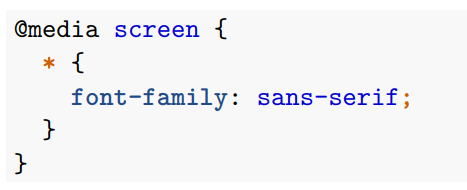 @media screen {
  * {
    font-family: sans-serif;
  }
}